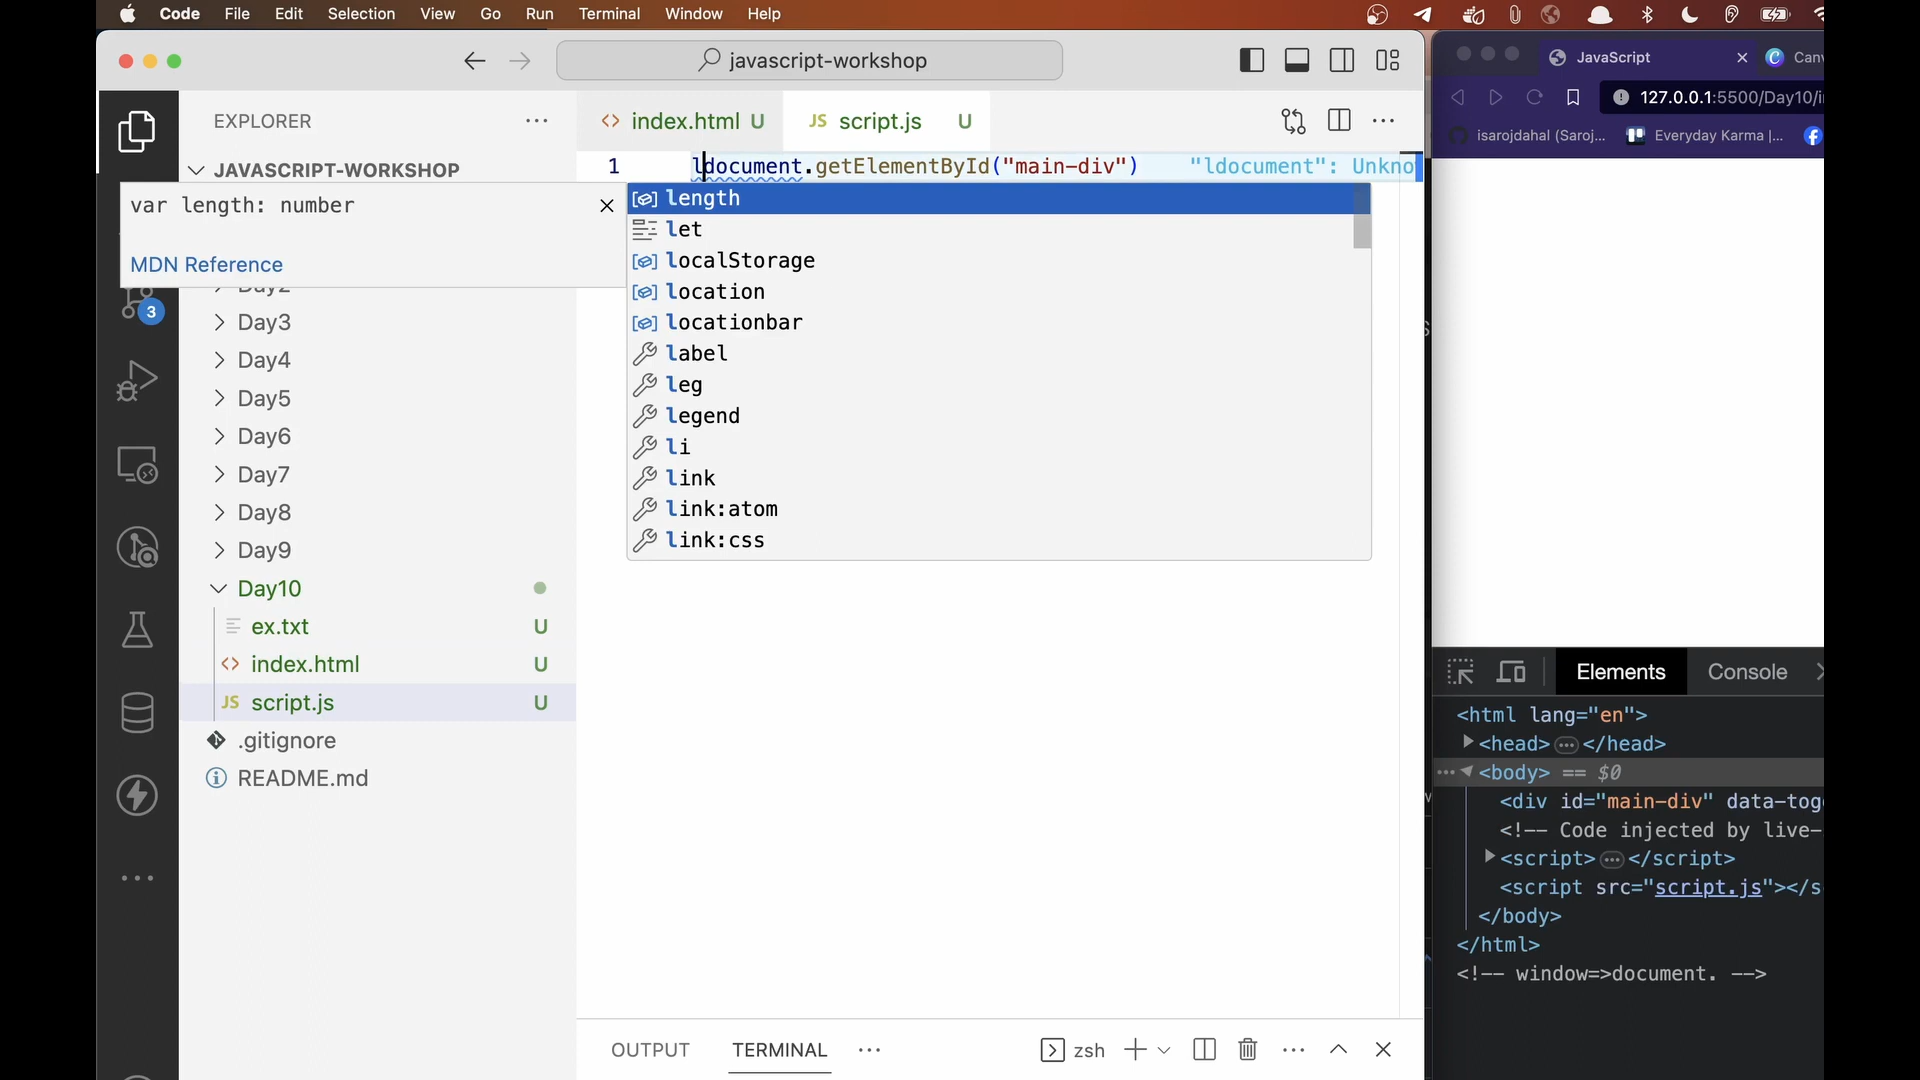 Code File Edit Selection View Go Run Terminal Window Help
javascript-workshop
EXPLORER
JAVASCRIPT-WORKSHOP
var length: number
MDN Reference
3
Day3
Day4
Day5
Day6
Day7
Day8
Day9
Day10
ex.txt U
index.html U
JS script.js U
.gitignore
README.md
index.html U
JS script.js U
1 ldocument.getElementById("main-div") "ldocument": Unkno
length
let
localStorage
location
locationbar
label
leg
legend
li
link
link:atom
link:css
OUTPUT TERMINAL zsh
JavaScript
127.0.0.1:5500/Day10/i
isarojdahal (Saroj... Everyday Karma |...
Elements Console
<html lang="en">
<head> </head>
<body> == $0
<div id="main-div" data-tog
<!-- Code injected by live-
<script> </script>
<script src="script.js"></s
</body>
</html>
<!-- window=>document. -->